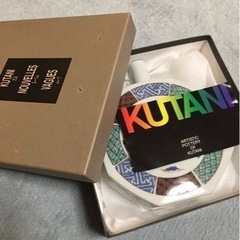 KUTANI
NOUVELLES
VAGUES
KUTANI
ARTISTIC
POTTERY
OF
KUTANI